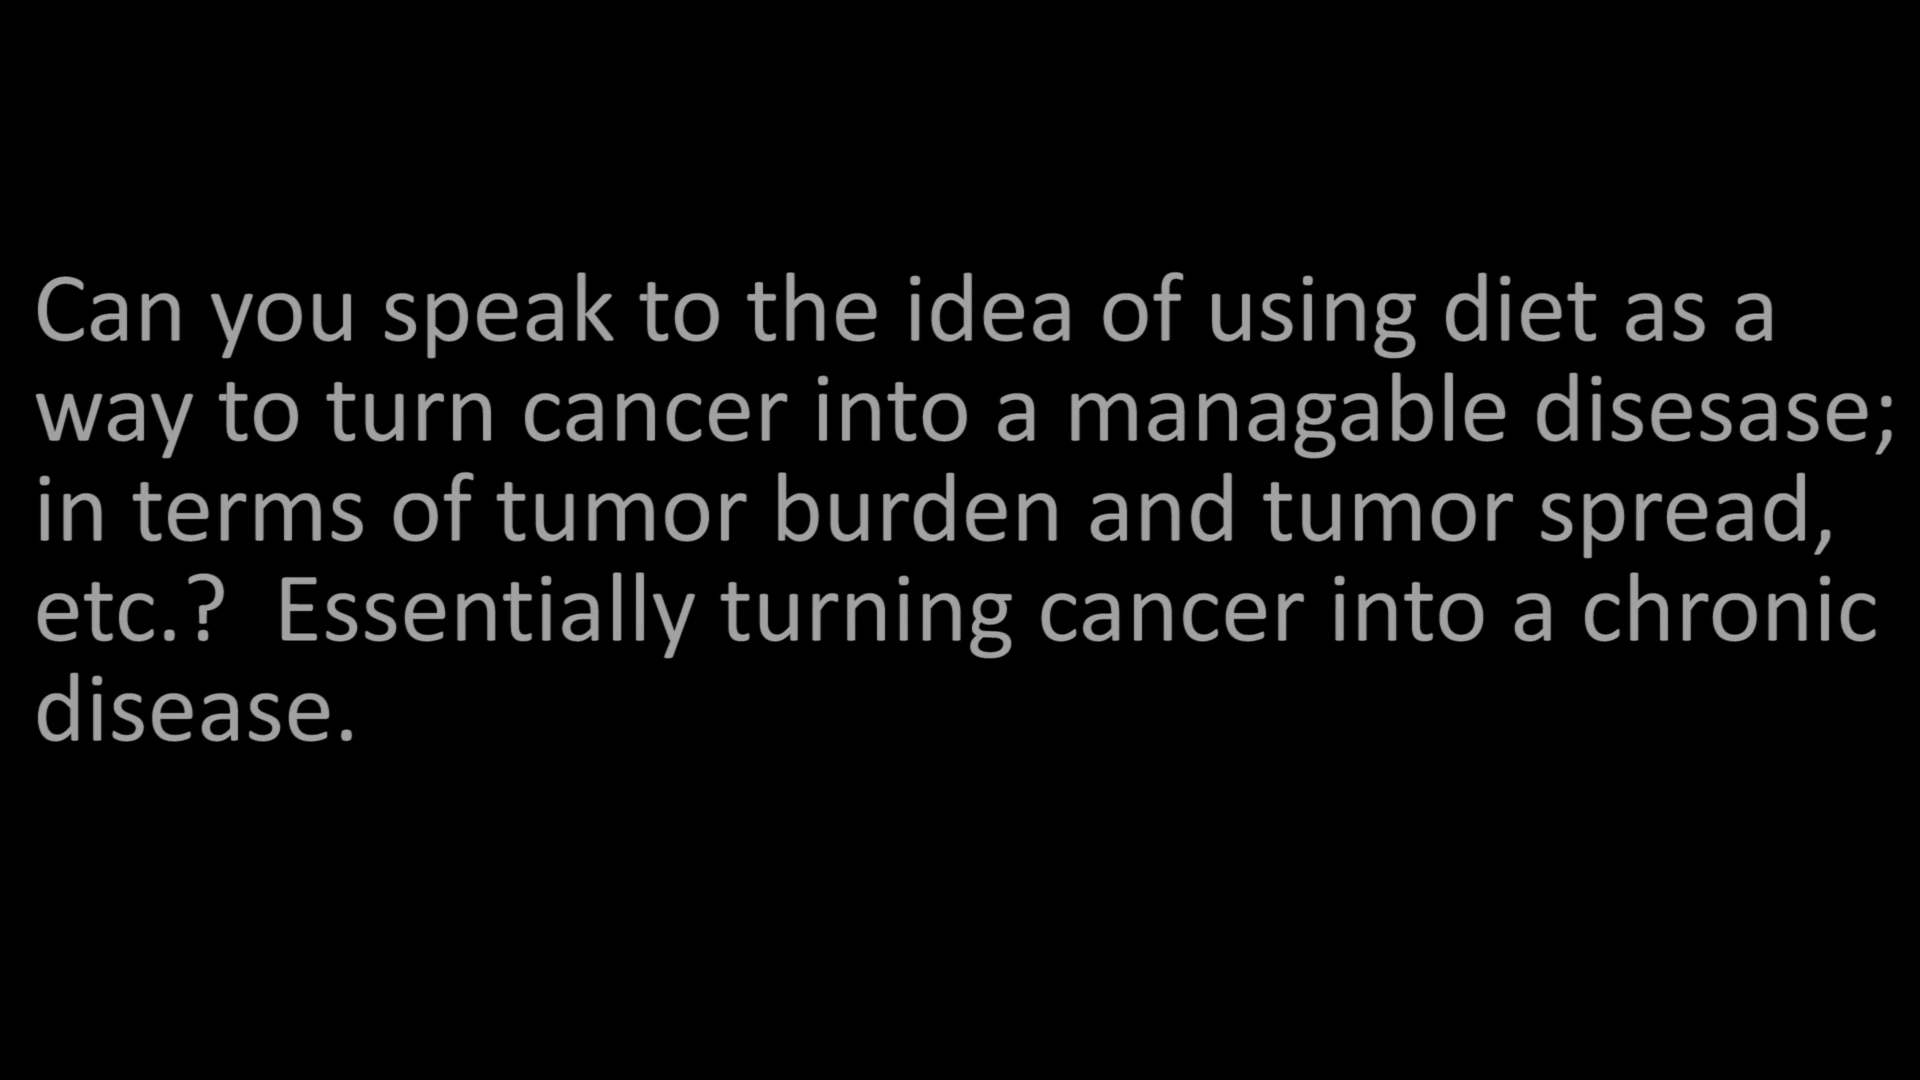 Can you speak to the idea of using diet as a
way to turn cancer into a managable disesase;
in terms of tumor burden and tumor spread,
etc.?  Essentially turning cancer into a chronic
disease.